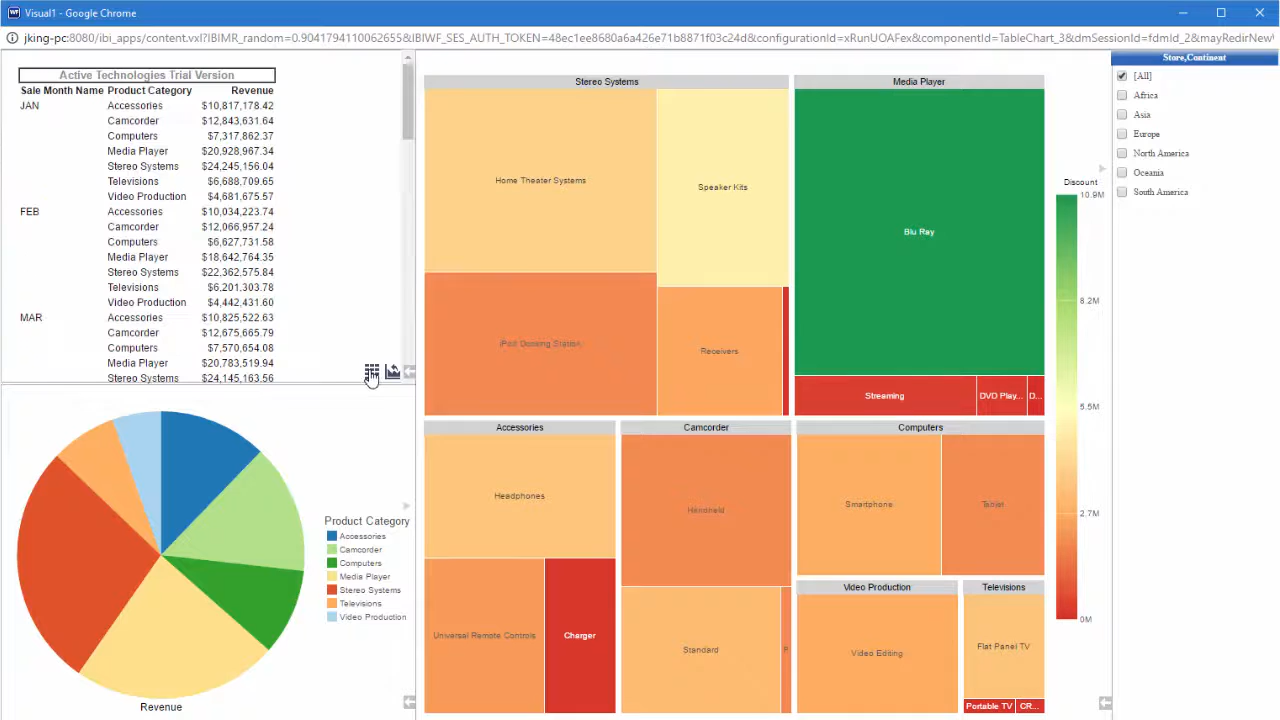 Visual1 - Google Chrome
jking-pc:8080/ibi_apps/content.vxl?IBIMR_random=0.9041794110062655&IBIWF_SES_AUTH_TOKEN=48ec1ee8680a6a426e71b8871f03c24d&configurationId=xRunUOAFex&componentId=TableChart_3&dmSessionId=fdmId_2&mayRedirNew
Active Technologies Trial Version
Sale Month Name Product Category Revenue
JAN Accessories $10,817,178.42
Camcorder $12,843,631.64
Computers $7,317,862.37
Media Player $20,928,967.34
Stereo Systems $24,245,156.04
Televisions $6,688,709.65
Video Production $4,681,675.57
FEB Accessories $10,034,223.74
Camcorder $12,066,957.24
Computers $6,627,731.58
Media Player $18,642,764.35
Stereo Systems $22,362,575.84
Televisions $6,201,303.78
Video Production $4,442,431.60
MAR Accessories $10,825,522.63
Camcorder $12,675,665.79
Computers $7,570,654.08
Media Player $20,783,519.94
Stereo Systems $24,145,163.56
Product Category
Accessories
Camcorder
Computers
Media Player
Stereo Systems
Televisions
Video Production
Revenue
Stereo Systems
Home Theater Systems
Speaker Kits
iPod Docking Station
Receivers
Media Player
Blu Ray
Streaming
DVD Play...
D...
Accessories
Headphones
Universal Remote Controls
Charger
Camcorder
Handheld
Standard
P
Computers
Smartphone
Tablet
Video Production
Video Editing
Televisions
Flat Panel TV
Portable TV
CR...
Discount
10.9M
8.2M
5.5M
2.7M
0M
Store,Continent
[All]
Africa
Asia
Europe
North America
Oceania
South America